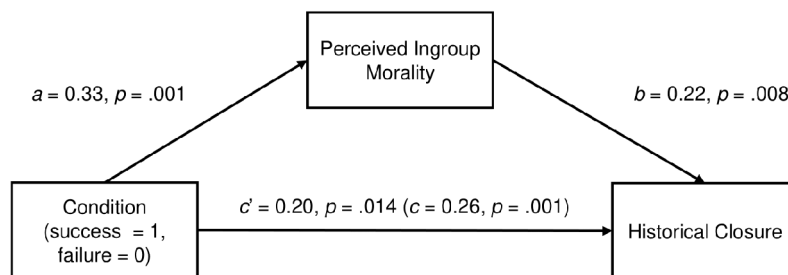 Perceived Ingroup
Morality
a = 0.33, p = .001
b = 0.22, p = .008
Condition
(success = 1,
failure = 0)
c' = 0.20, p = .014 (c = 0.26, p = .001)
Historical Closure